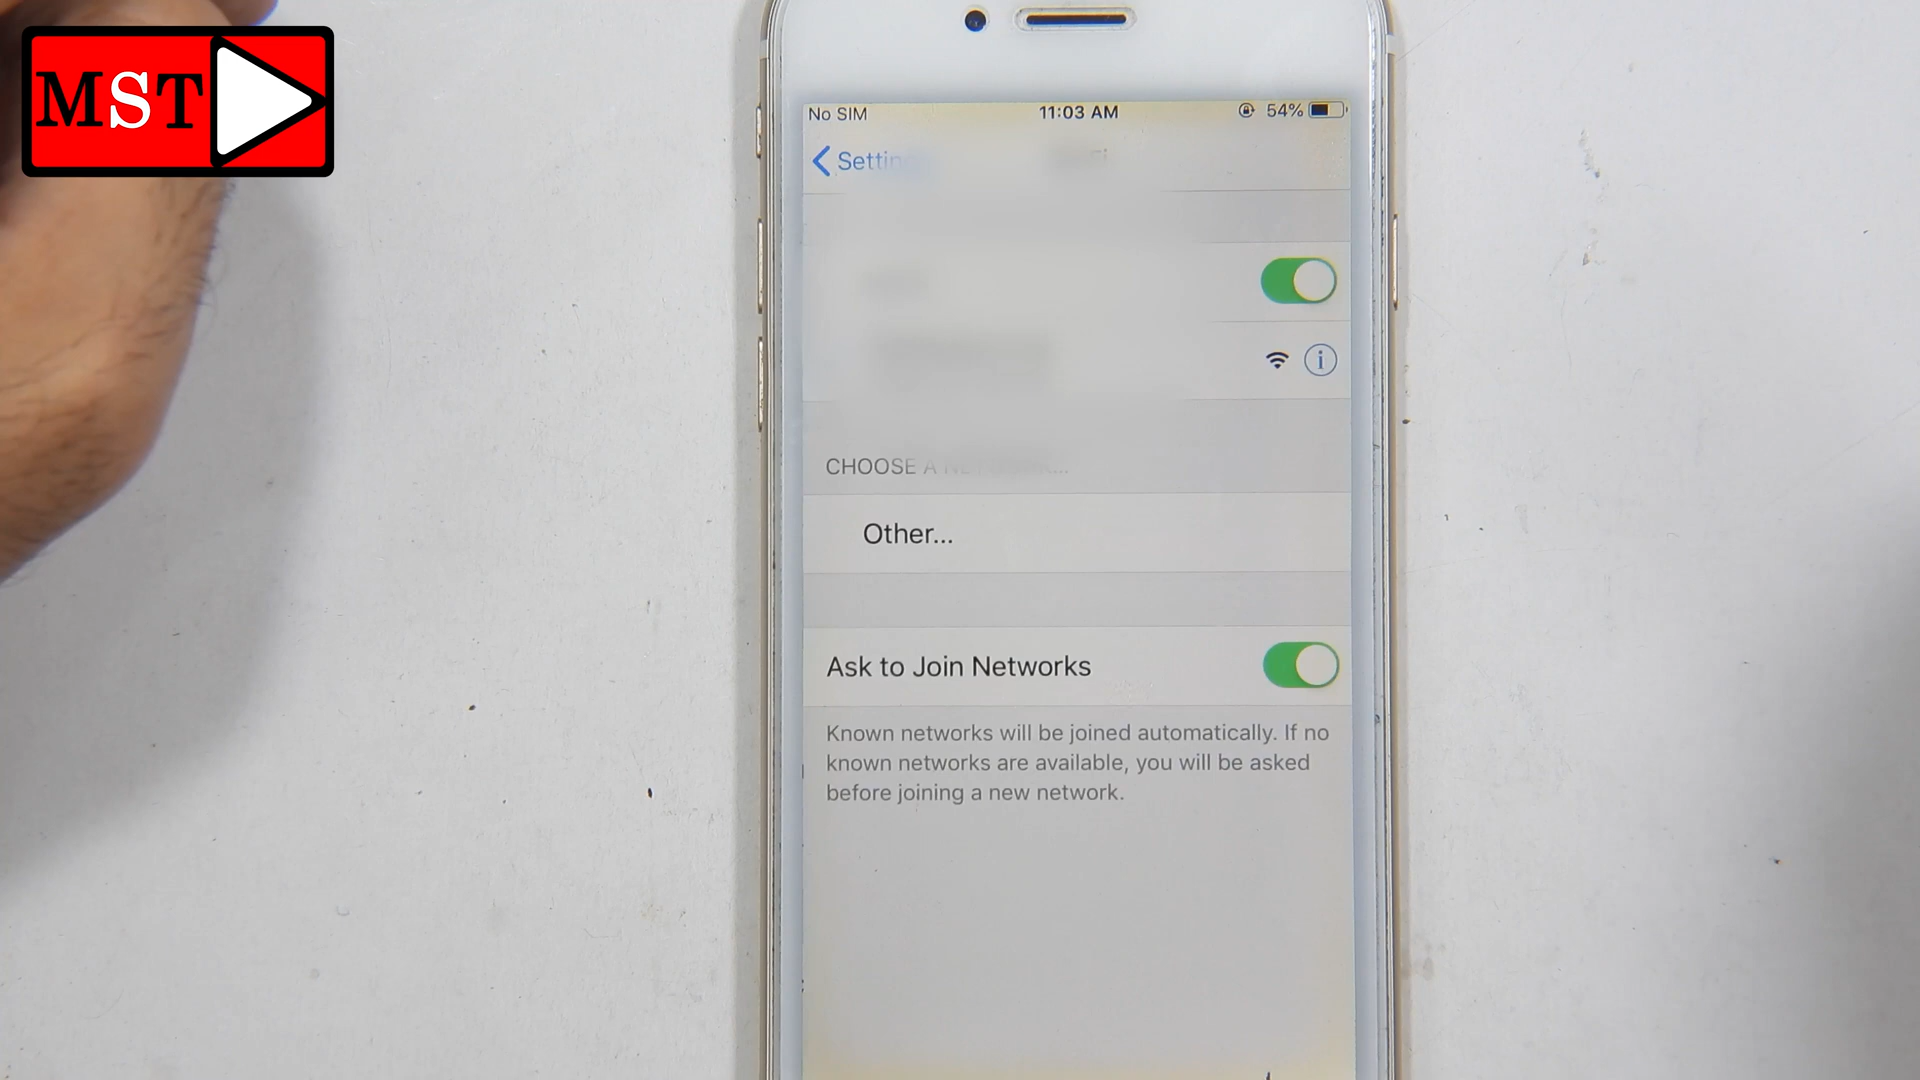 MST
No SIM
11:03 AM
54%
CHOOSE A
Other...
Ask to Join Networks
Known networks will be joined automatically. If no
known networks are available, you will be asked
before joining a new network.